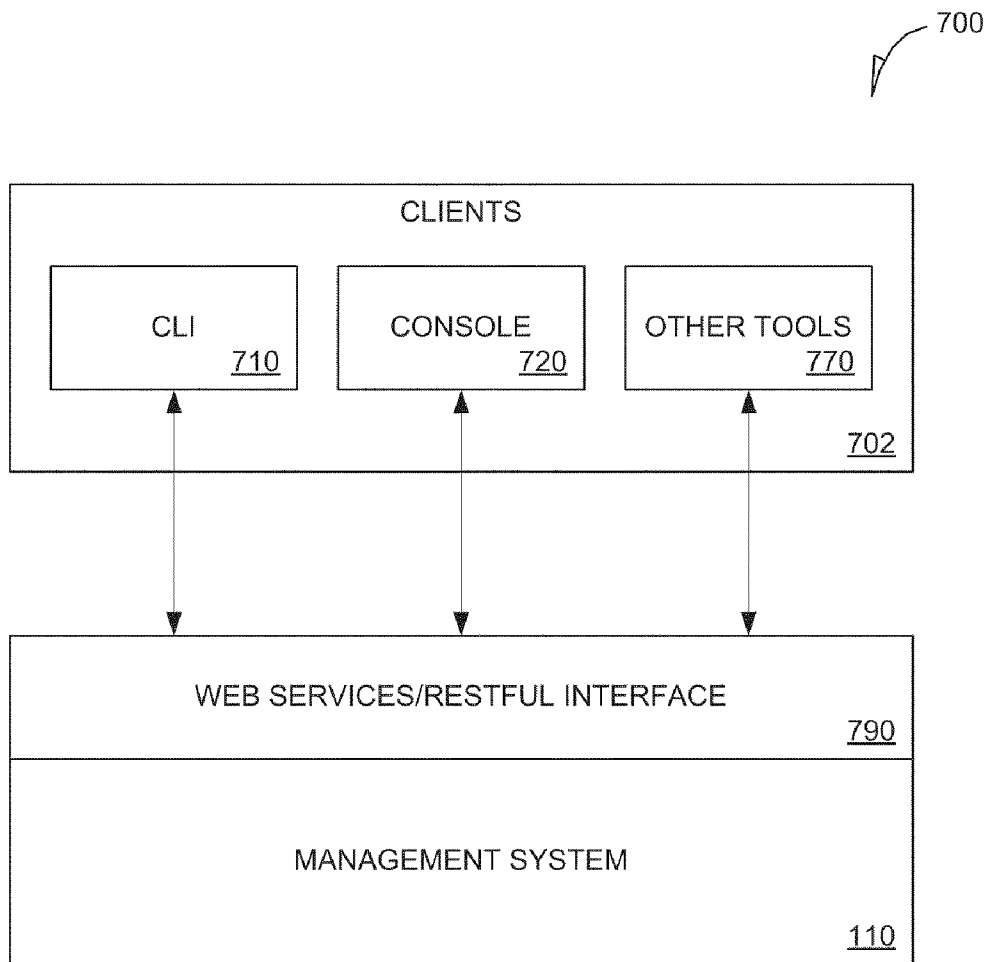 700
CLIENTS
CLI
710
CONSOLE
720
OTHER TOOLS
770
702
WEB SERVICES/RESTFUL INTERFACE
790
MANAGEMENT SYSTEM
110